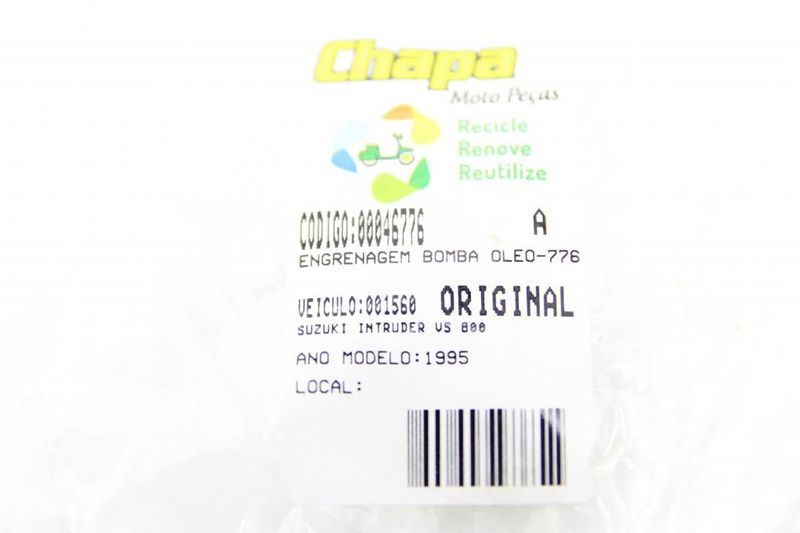 Chapa
Moto Peças
Recicle
Renove
Reutilize
CODIGO:00046776 A
ENGRENAGEM BOMBA OLEO-776
VEICULO:001560 ORIGINAL
SUZUKI INTRUDER VS 800
ANO MODELO:1995
LOCAL: